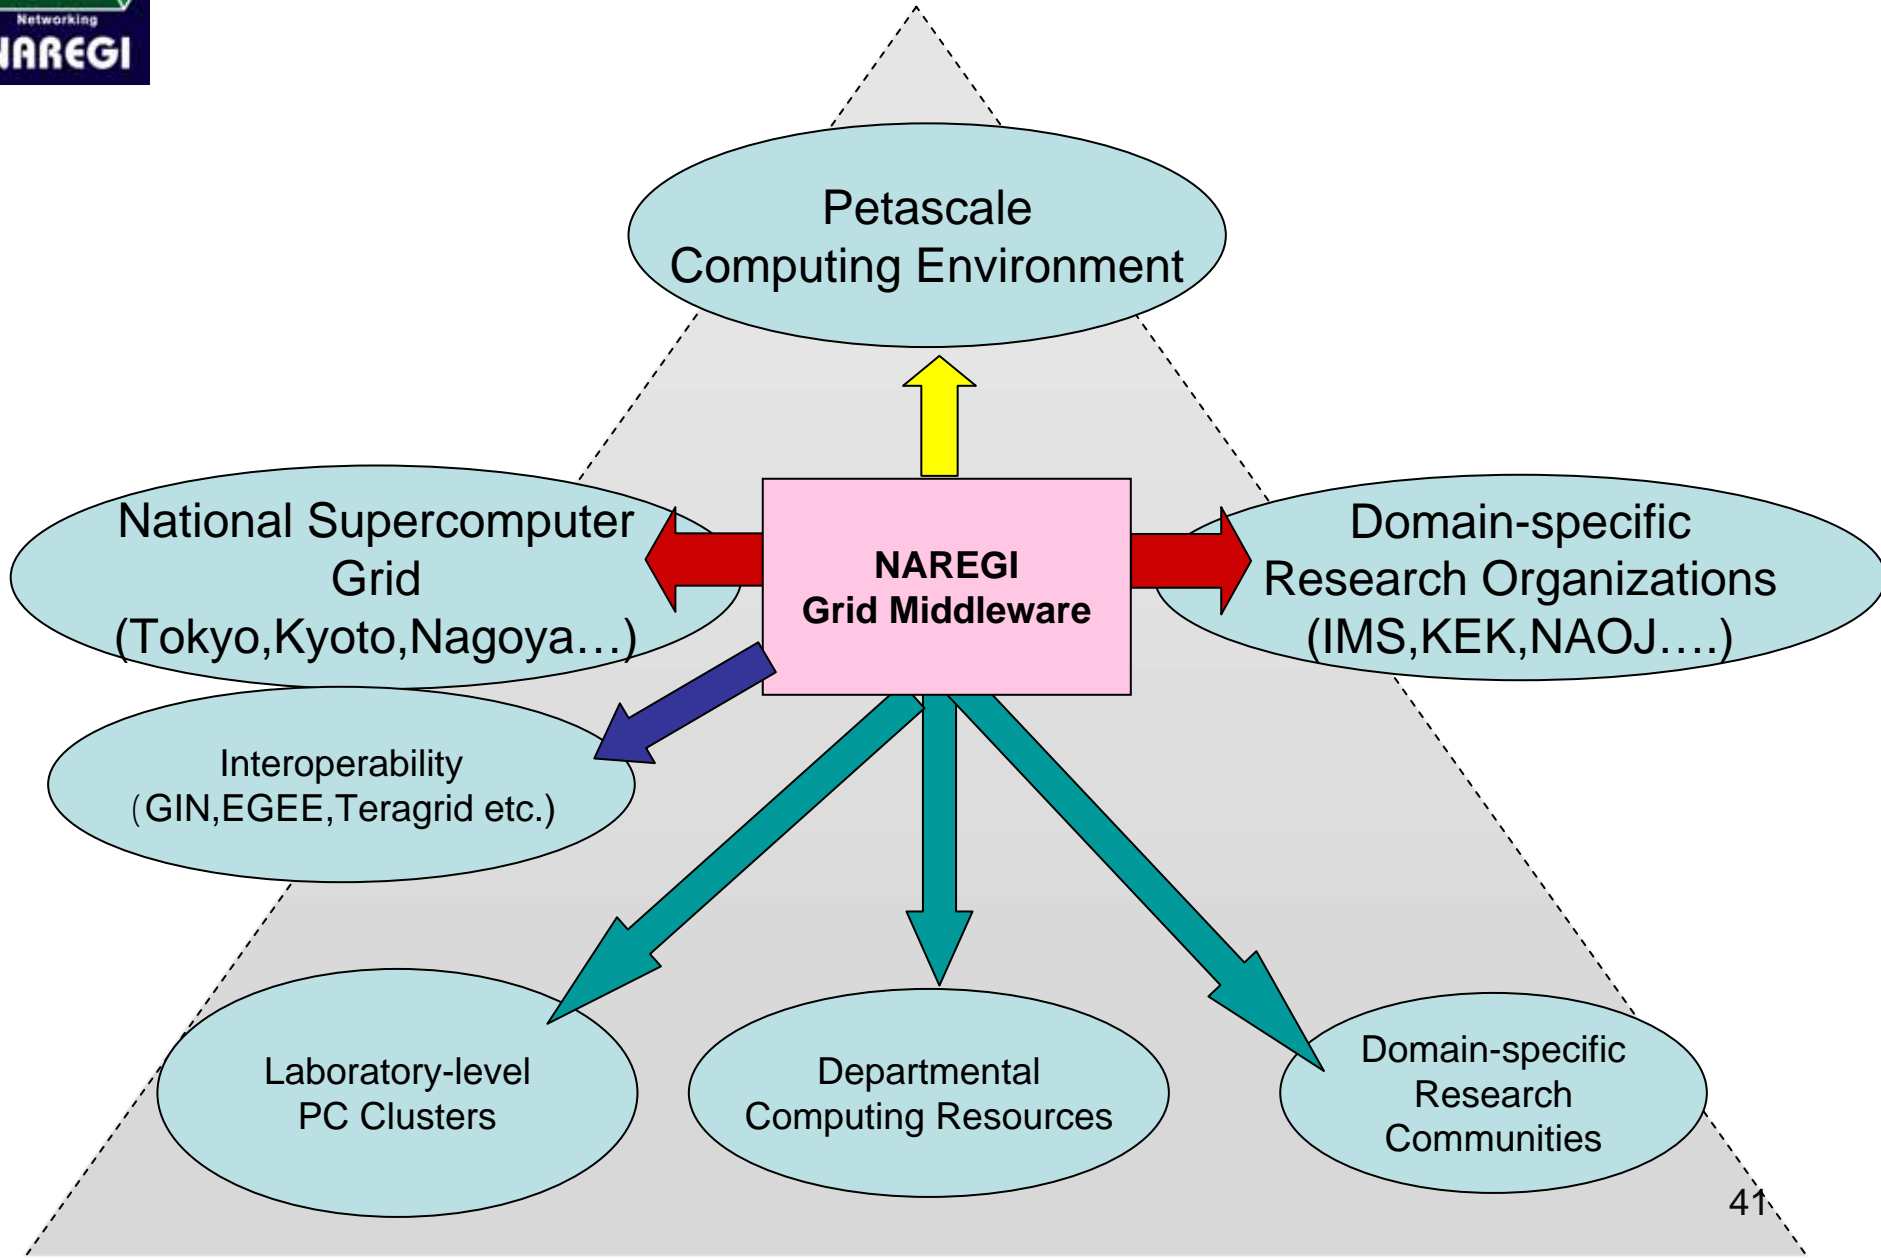 Networking
NAREGI
Petascale
Computing Environment
National Supercomputer
Grid
(Tokyo,Kyoto,Nagoya…)
NAREGI
Grid Middleware
Domain-specific
Research Organizations
(IMS,KEK,NAOJ….)
Interoperability
(GIN,EGEE,Teragrid etc.)
Laboratory-level
PC Clusters
Departmental
Computing Resources
Domain-specific
Research
Communities
41